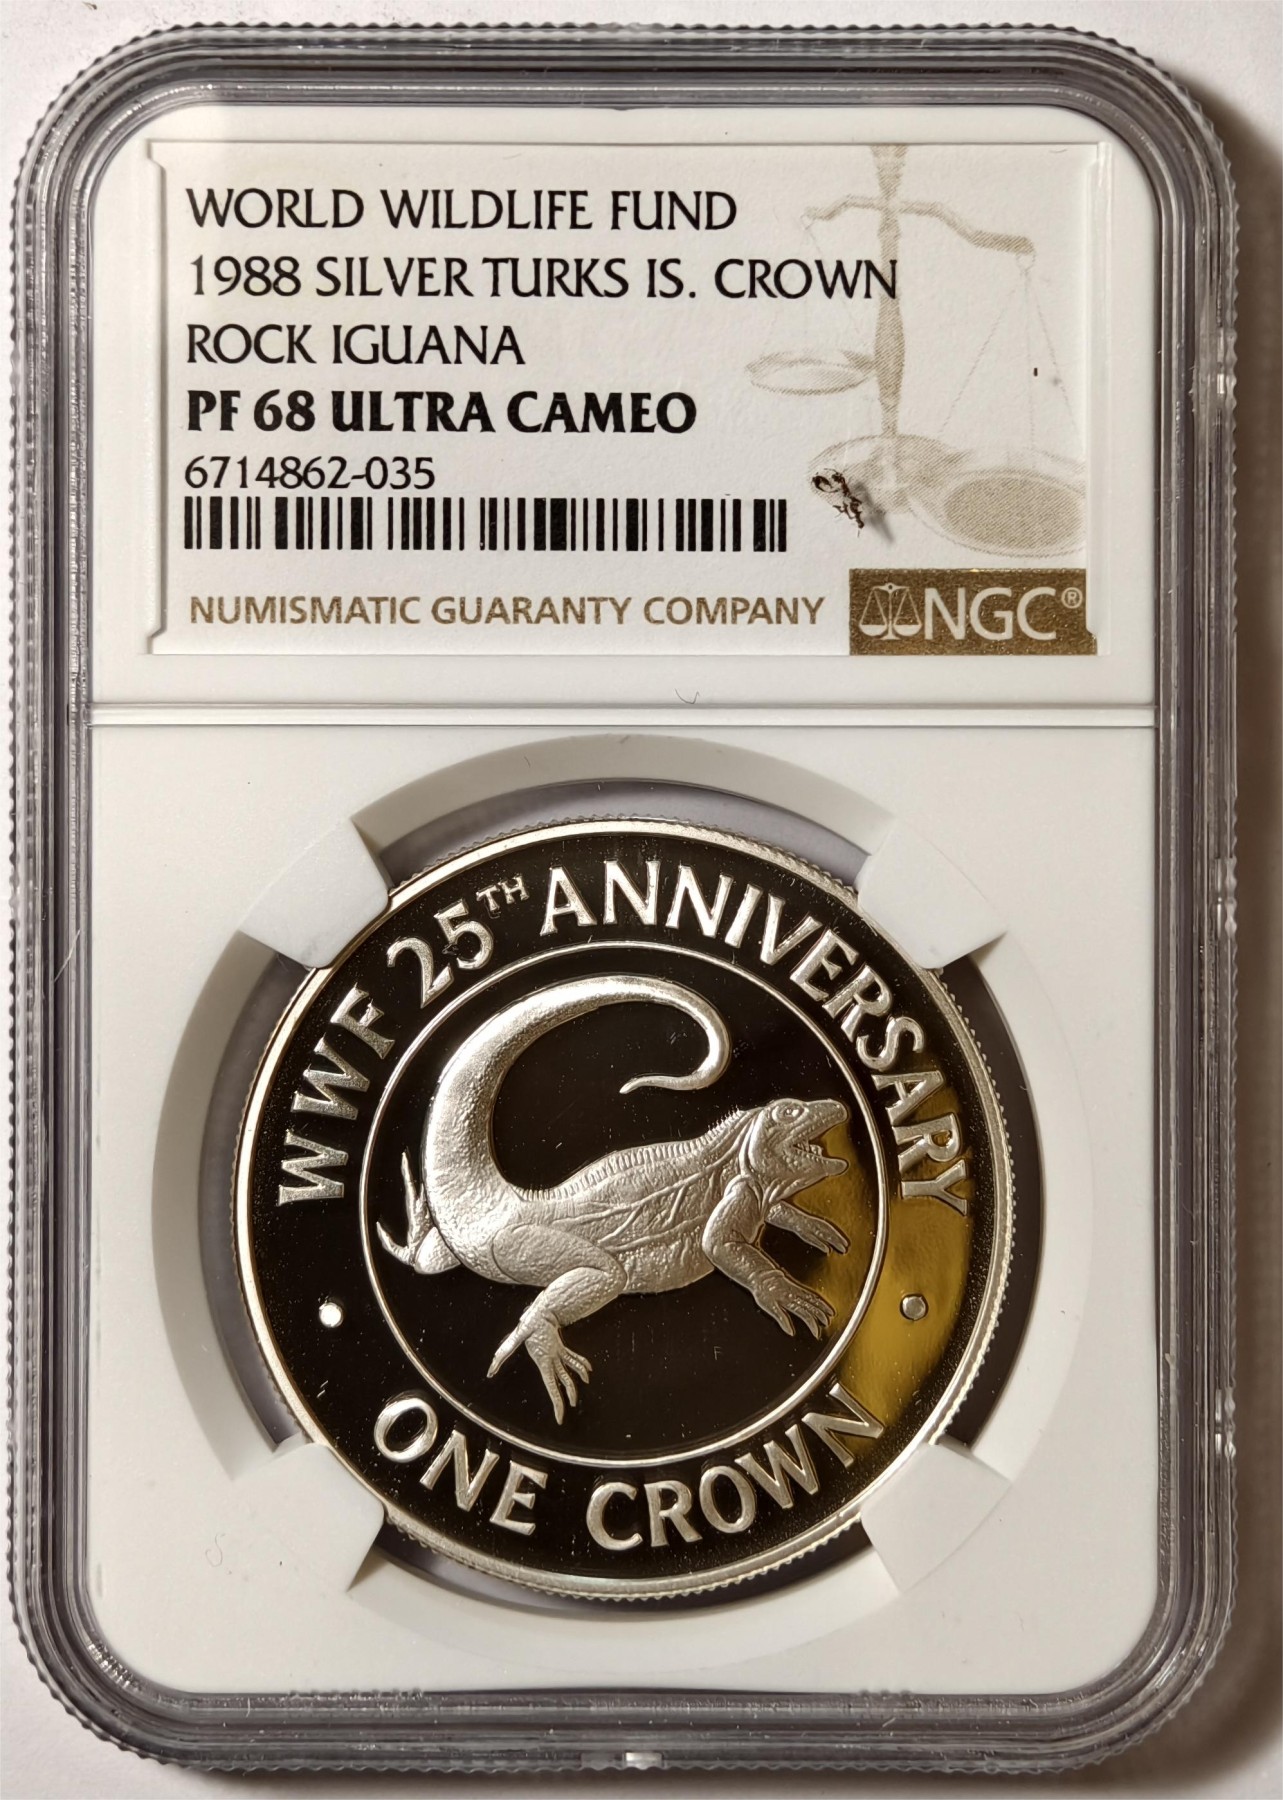 WORLD WILDLIFE FUND
1988 SILVER TURKS IS. CROWN
ROCK IGUANA
PF 68 ULTRA CAMEO
6714862-035
NUMISMATIC GUARANTY COMPANY
NGC®
WWF 25TH ANNIVERSARY
ONE CROWN